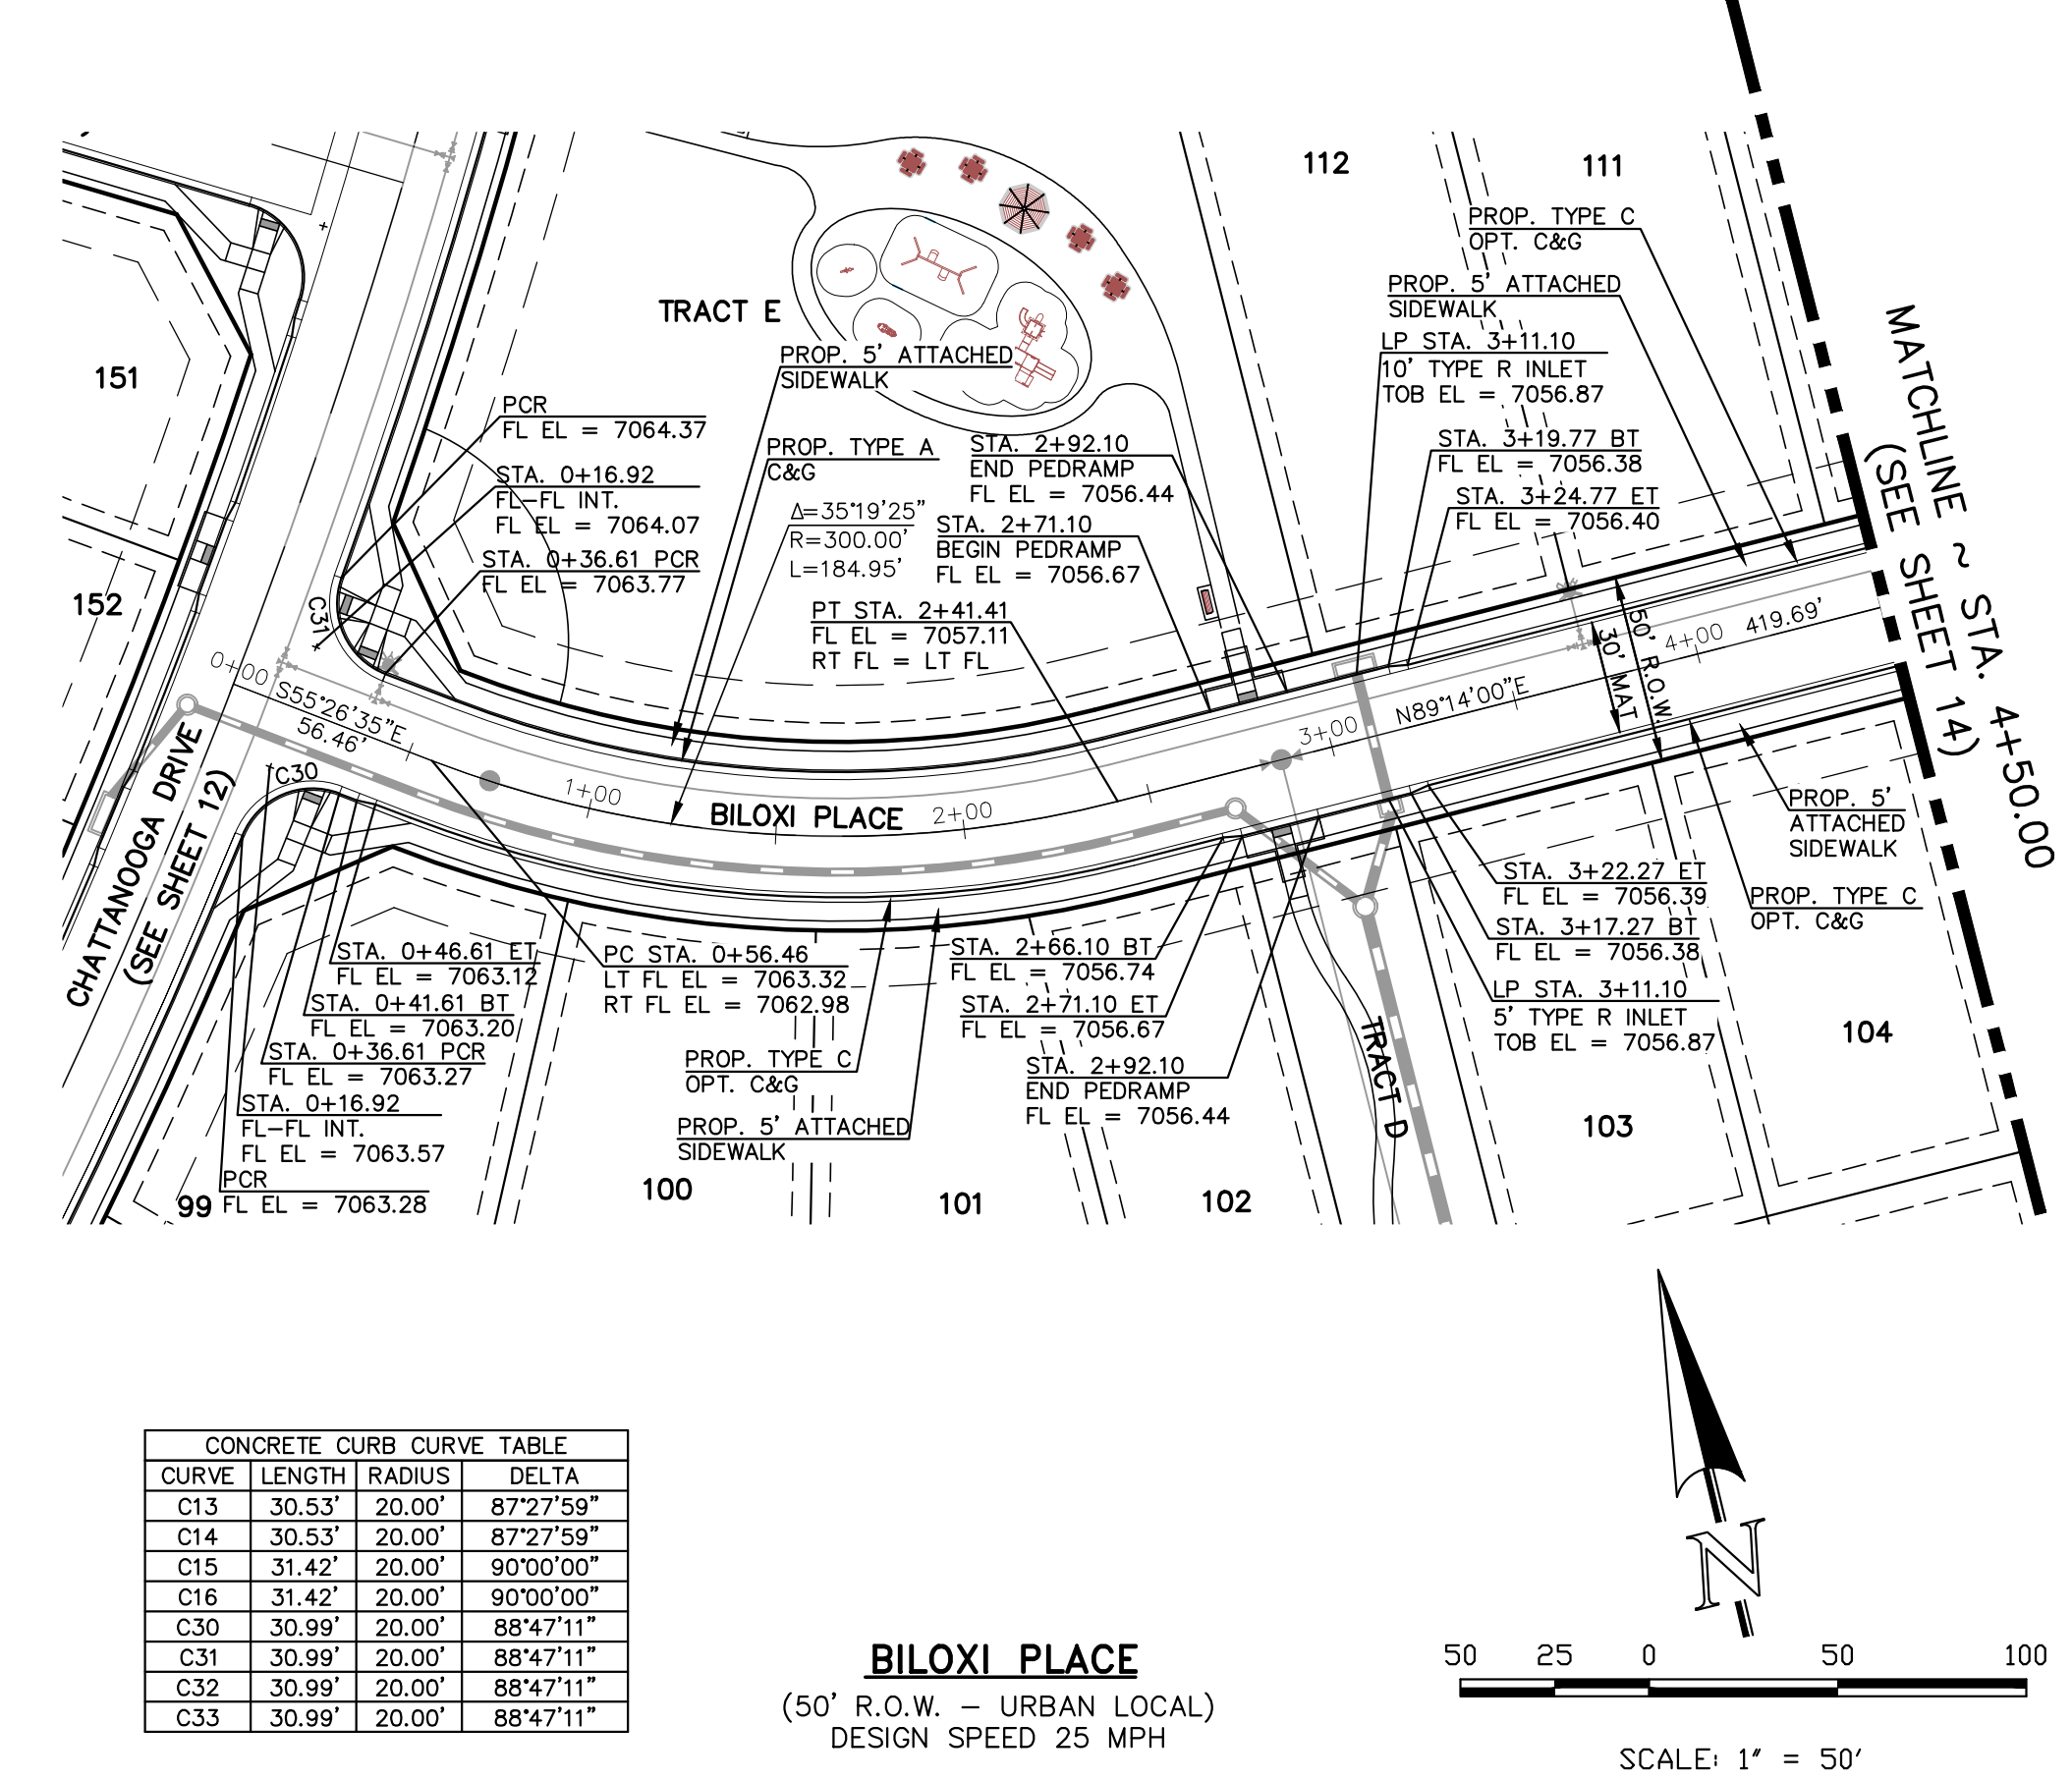 112
111
PROP. TYPE C
OPT. C&G
PROP. 5' ATTACHED
SIDEWALK
TRACT E
LP STA. 3+11.10
10' TYPE R INLET
TOB EL = 7056.87
PROP. 5' ATTACHED
SIDEWALK
151
PCR
FL EL = 7064.37
PROP. TYPE A
C&G
STA. 2+92.10
END PEDRAMP
FL EL = 7056.44
STA. 3+19.77 BT
FL EL = 7056.38
STA. 0+16.92
FL-FL INT.
FL EL = 7064.07
Δ=35°19'25"
R=300.00'
L=184.95'
STA. 2+71.10
BEGIN PEDRAMP
FL EL = 7056.67
STA. 3+24.77 ET
FL EL = 7056.40
MATCHLINE ~ STA. 4+50.00
(SEE SHEET 14)
STA. 0+36.61 PCR
FL EL = 7063.77
152
C31
PT STA. 2+41.41
FL EL = 7057.11
RT FL = LT FL
50' R.O.W.
30' MAT
4+00
419.69'
0+00
S55°26'35"E
56.46'
N89°14'00"E
3+00
CHATTANOOGA DRIVE
(SEE SHEET 12)
C30
1+00
BILOXI PLACE
2+00
PROP. 5'
ATTACHED
SIDEWALK
STA. 3+22.27 ET
FL EL = 7056.39
PROP. TYPE C
OPT. C&G
STA. 3+17.27 BT
FL EL = 7056.38
STA. 0+46.61 ET
FL EL = 7063.12
PC STA. 0+56.46
LT FL EL = 7063.32
RT FL EL = 7062.98
STA. 2+66.10 BT
FL EL = 7056.74
STA. 0+41.61 BT
FL EL = 7063.20
STA. 2+71.10 ET
FL EL = 7056.67
LP STA. 3+11.10
5' TYPE R INLET
TOB EL = 7056.87
104
STA. 0+36.61 PCR
FL EL = 7063.27
PROP. TYPE C
OPT. C&G
STA. 2+92.10
END PEDRAMP
FL EL = 7056.44
TRACT D
STA. 0+16.92
FL-FL INT.
FL EL = 7063.57
PROP. 5' ATTACHED
SIDEWALK
103
PCR
FL EL = 7063.28
99
100
101
102
CONCRETE CURB CURVE TABLE
CURVE LENGTH RADIUS DELTA
C13 30.53' 20.00' 87°27'59"
C14 30.53' 20.00' 87°27'59"
C15 31.42' 20.00' 90°00'00"
C16 31.42' 20.00' 90°00'00"
C30 30.99' 20.00' 88°47'11"
C31 30.99' 20.00' 88°47'11"
C32 30.99' 20.00' 88°47'11"
C33 30.99' 20.00' 88°47'11"
BILOXI PLACE
(50' R.O.W. - URBAN LOCAL)
DESIGN SPEED 25 MPH
N
50 25 0 50 100
SCALE: 1" = 50'